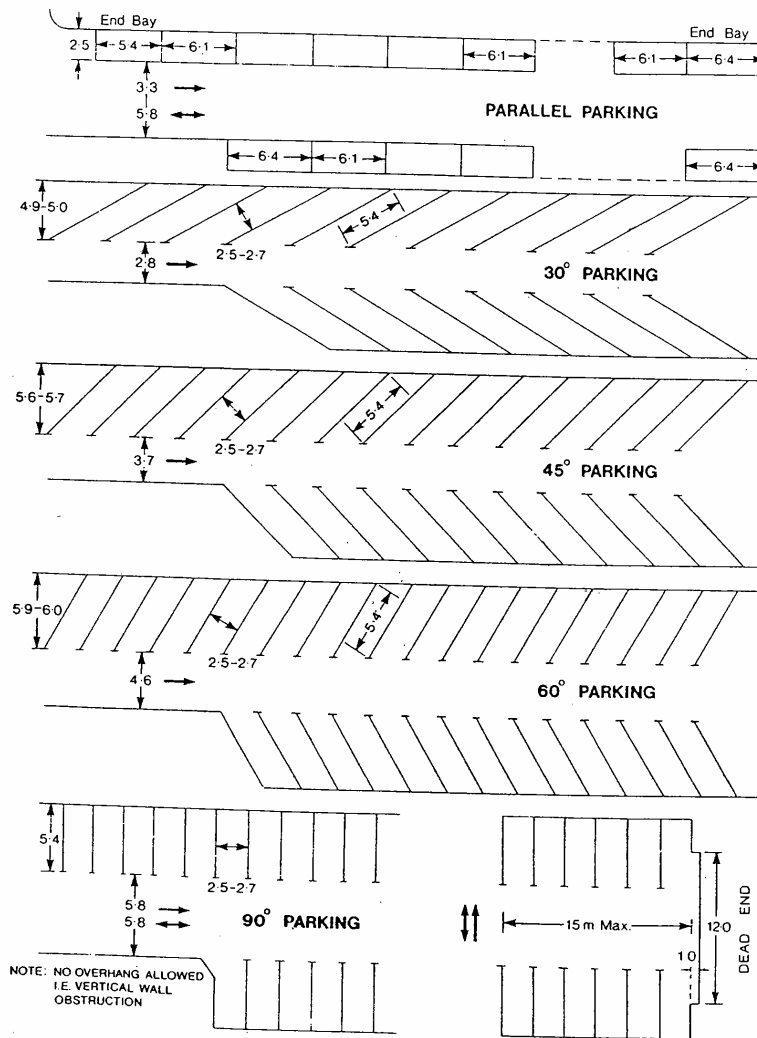 End Bay
End Bay
2.5
5.4
6.1
6.1
6.1
6.4
3.3
5.8
PARALLEL PARKING
6.4
6.1
6.4
4.9-5.0
5.4
2.5-2.7
2.8
30° PARKING
5.6-5.7
5.4
2.5-2.7
3.7
45° PARKING
5.9-6.0
5.4
2.5-2.7
4.6
60° PARKING
5.4
2.5-2.7
5.8
5.8
90° PARKING
15m Max.
12.0
1.0
DEAD END
NOTE: NO OVERHANG ALLOWED
I.E. VERTICAL WALL
OBSTRUCTION